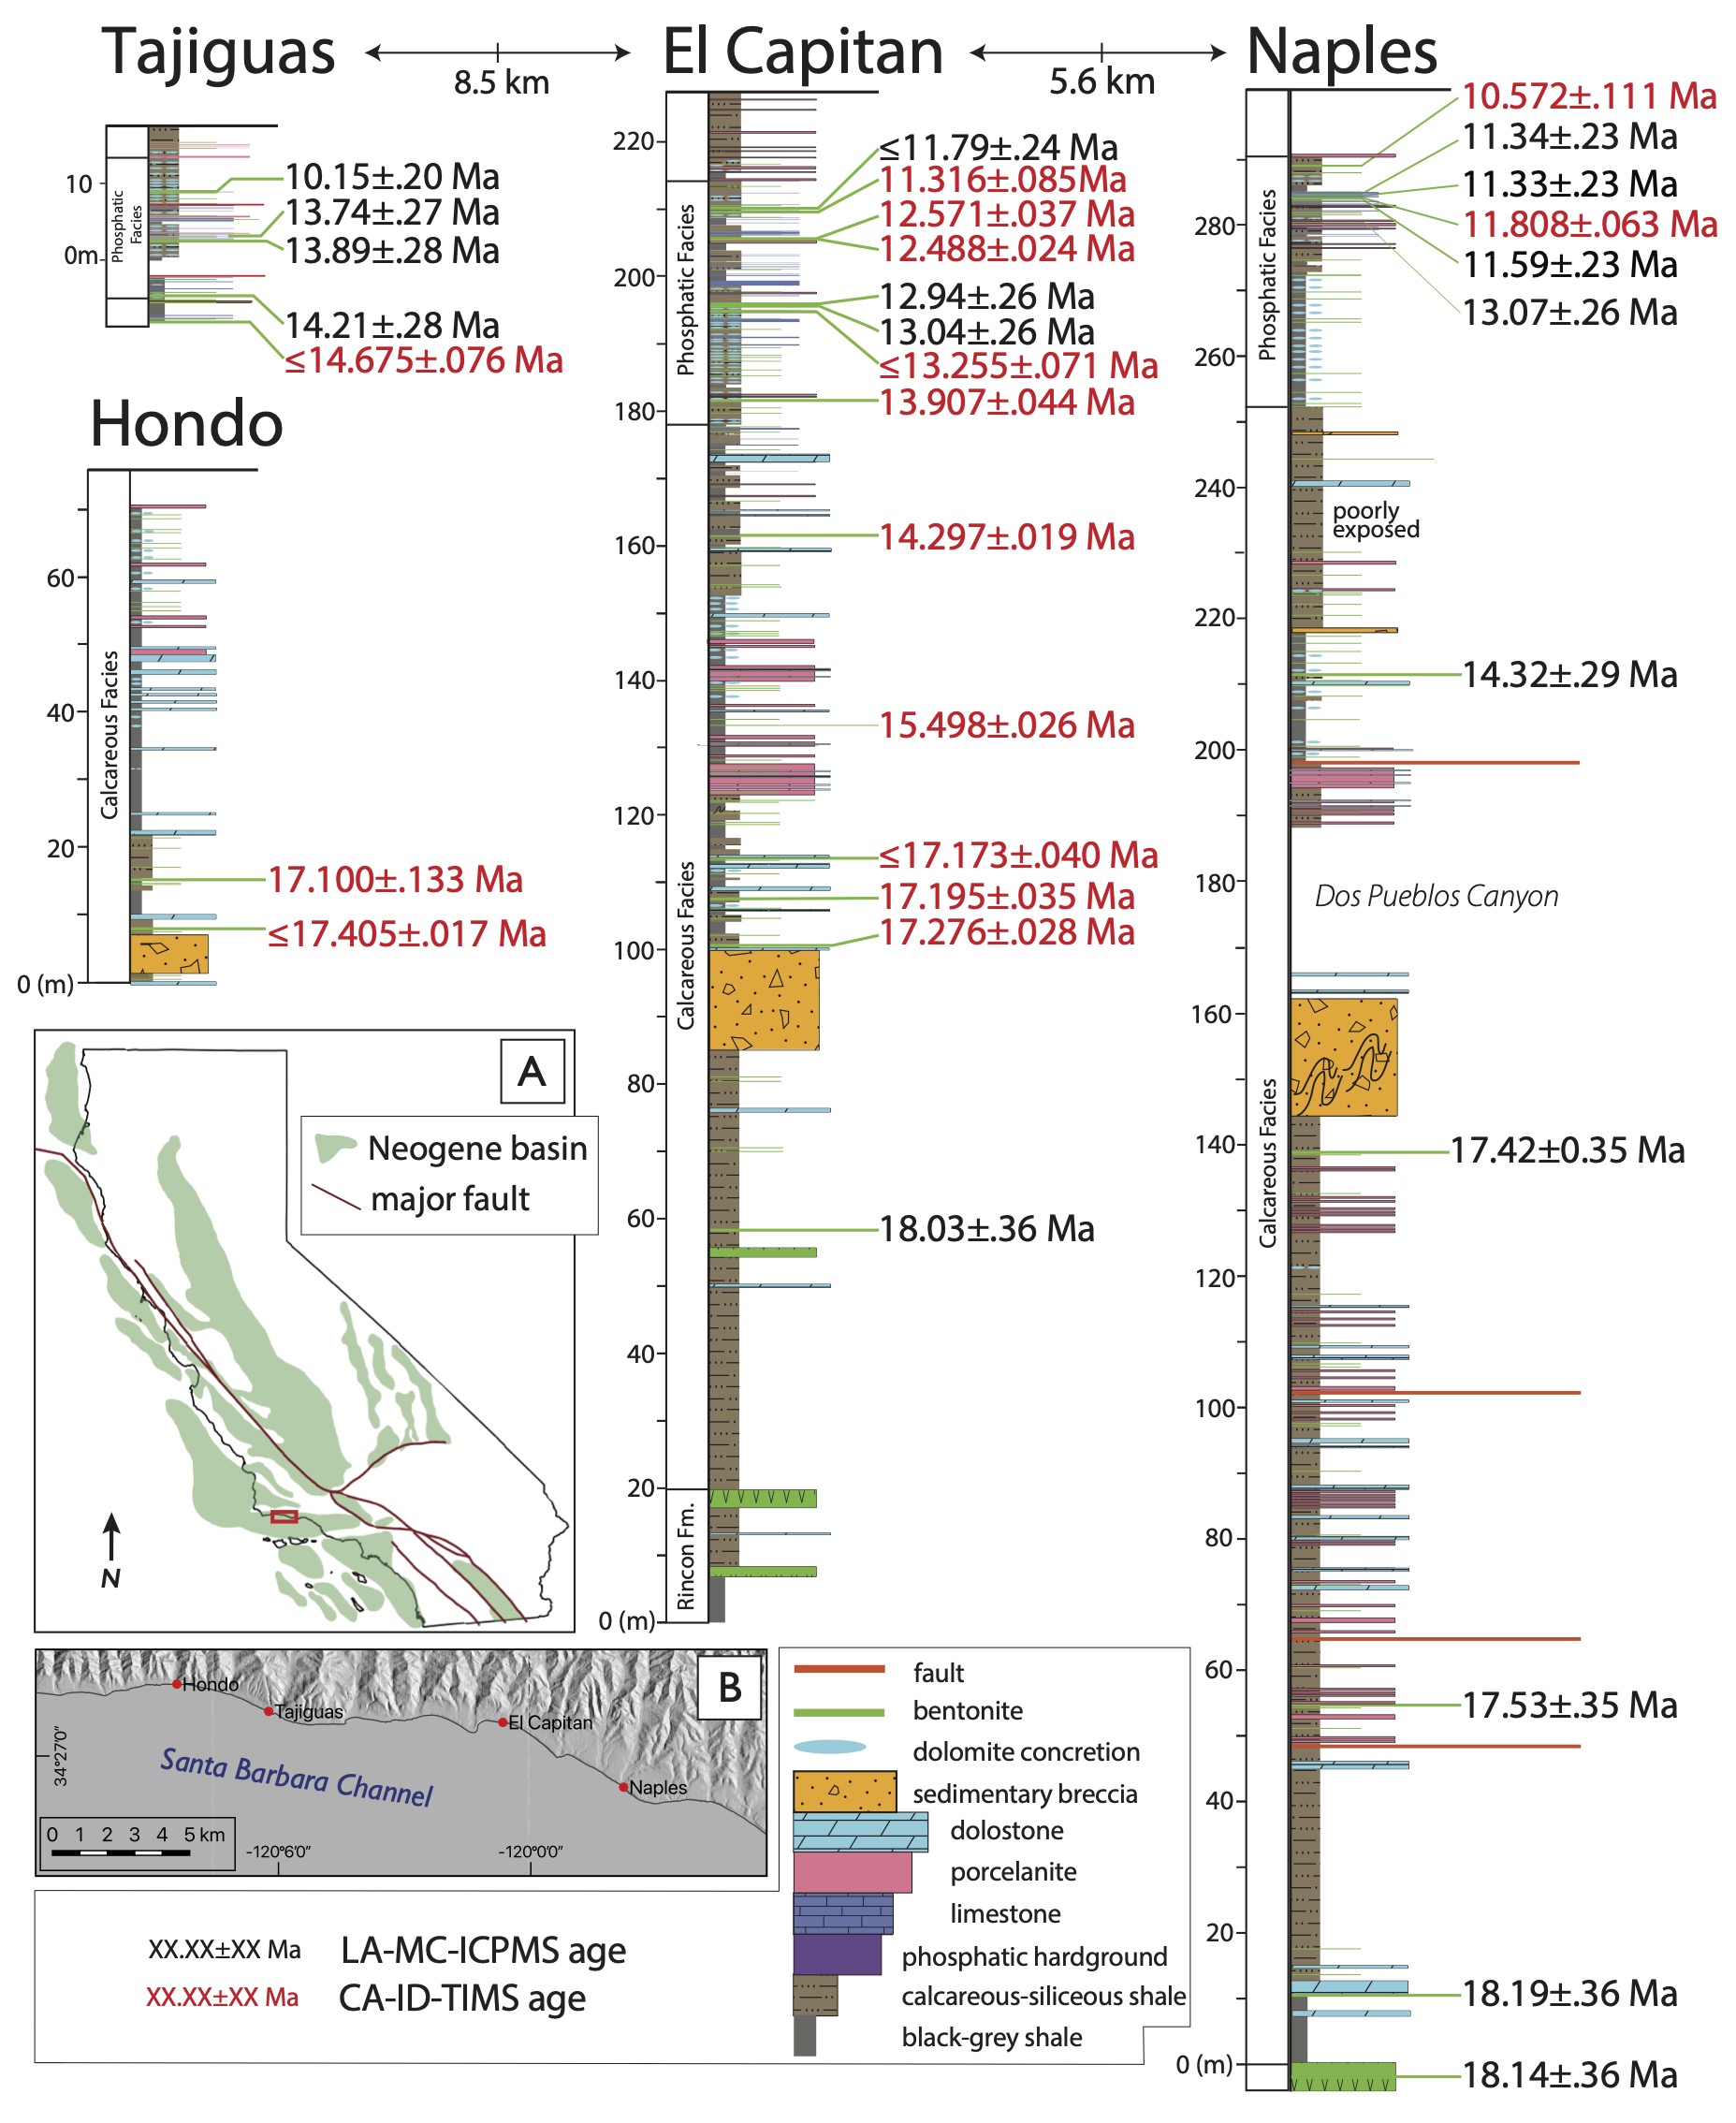 Tajiguas
8.5 km
El Capitan
5.6 km
Naples
10
0m
Phosphatic
Facies
10.15±.20 Ma
13.74±.27 Ma
13.89±.28 Ma
14.21±.28 Ma
≤14.675±.076 Ma
Hondo
60
40
20
0 (m)
Calcareous Facies
17.100±.133 Ma
≤17.405±.017 Ma
220
200
180
160
140
120
100
80
60
40
20
0 (m)
Phosphatic Facies
Calcareous Facies
Rincon Fm.
≤11.79±.24 Ma
11.316±.085Ma
12.571±.037 Ma
12.488±.024 Ma
12.94±.26 Ma
13.04±.26 Ma
≤13.255±.071 Ma
13.907±.044 Ma
14.297±.019 Ma
15.498±.026 Ma
≤17.173±.040 Ma
17.195±.035 Ma
17.276±.028 Ma
18.03±.36 Ma
280
260
240
220
200
180
160
140
120
100
80
60
40
20
0 (m)
Phosphatic Facies
Calcareous Facies
10.572±.111 Ma
11.34±.23 Ma
11.33±.23 Ma
11.808±.063 Ma
11.59±.23 Ma
13.07±.26 Ma
poorly
exposed
14.32±.29 Ma
Dos Pueblos Canyon
17.42±0.35 Ma
17.53±.35 Ma
18.19±.36 Ma
18.14±.36 Ma
A
Neogene basin
major fault
N
B
Hondo
Tajiguas
El Capitan
Naples
Santa Barbara Channel
34°27'0"
0 1 2 3 4 5 km
-120°6'0"
-120°0'0"
XX.XX±XX Ma LA-MC-ICPMS age
XX.XX±XX Ma CA-ID-TIMS age
fault
bentonite
dolomite concretion
sedimentary breccia
dolostone
porcelanite
limestone
phosphatic hardground
calcareous-siliceous shale
black-grey shale